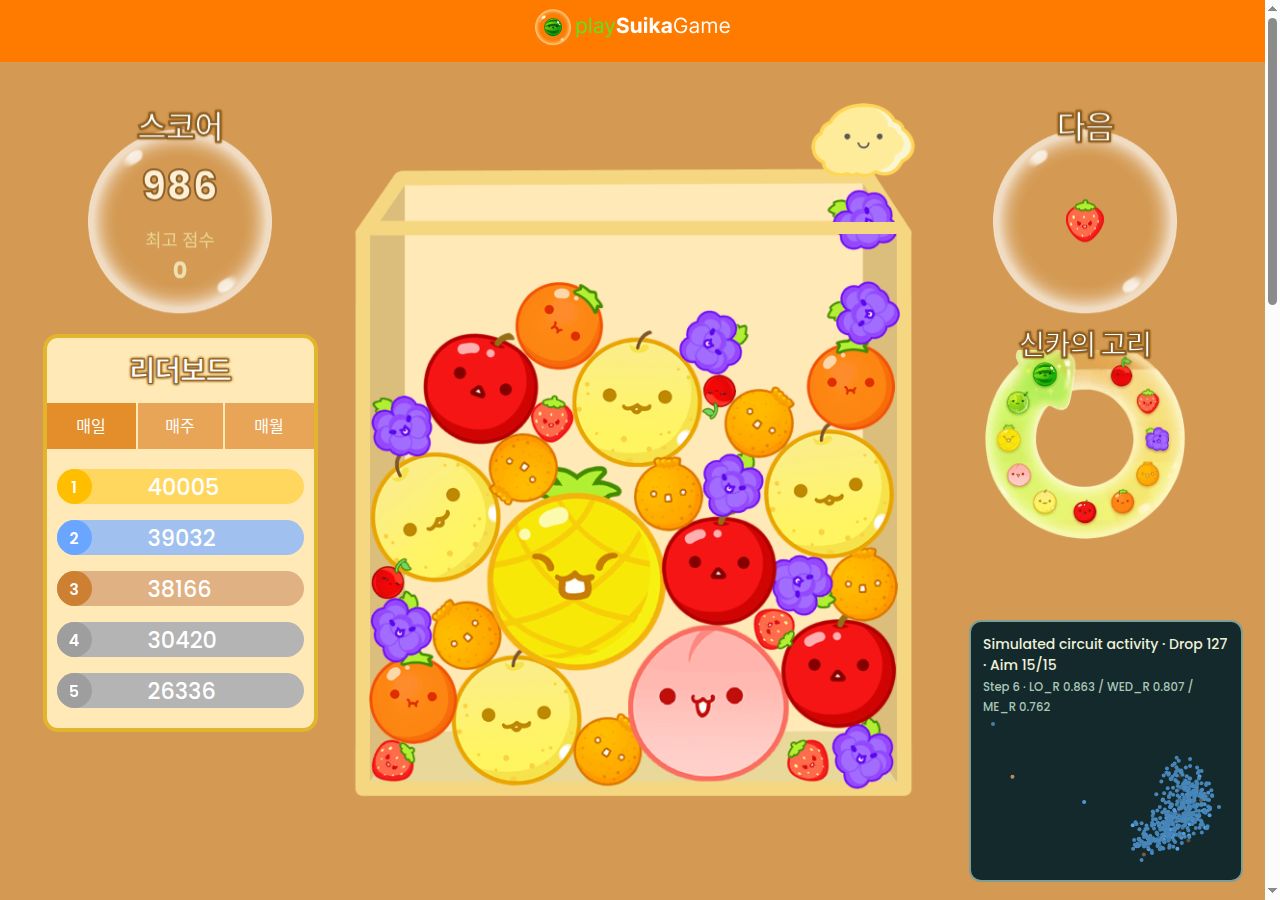 playSuikaGame
스코어
986
최고 점수
0
다음
신카의 고리
리더보드
매일 매주 매월
1 40005
2 39032
3 38166
4 30420
5 26336
Simulated circuit activity · Drop 127
· Aim 15/15
Step 6 · LO_R 0.863 / WED_R 0.807 /
ME_R 0.762